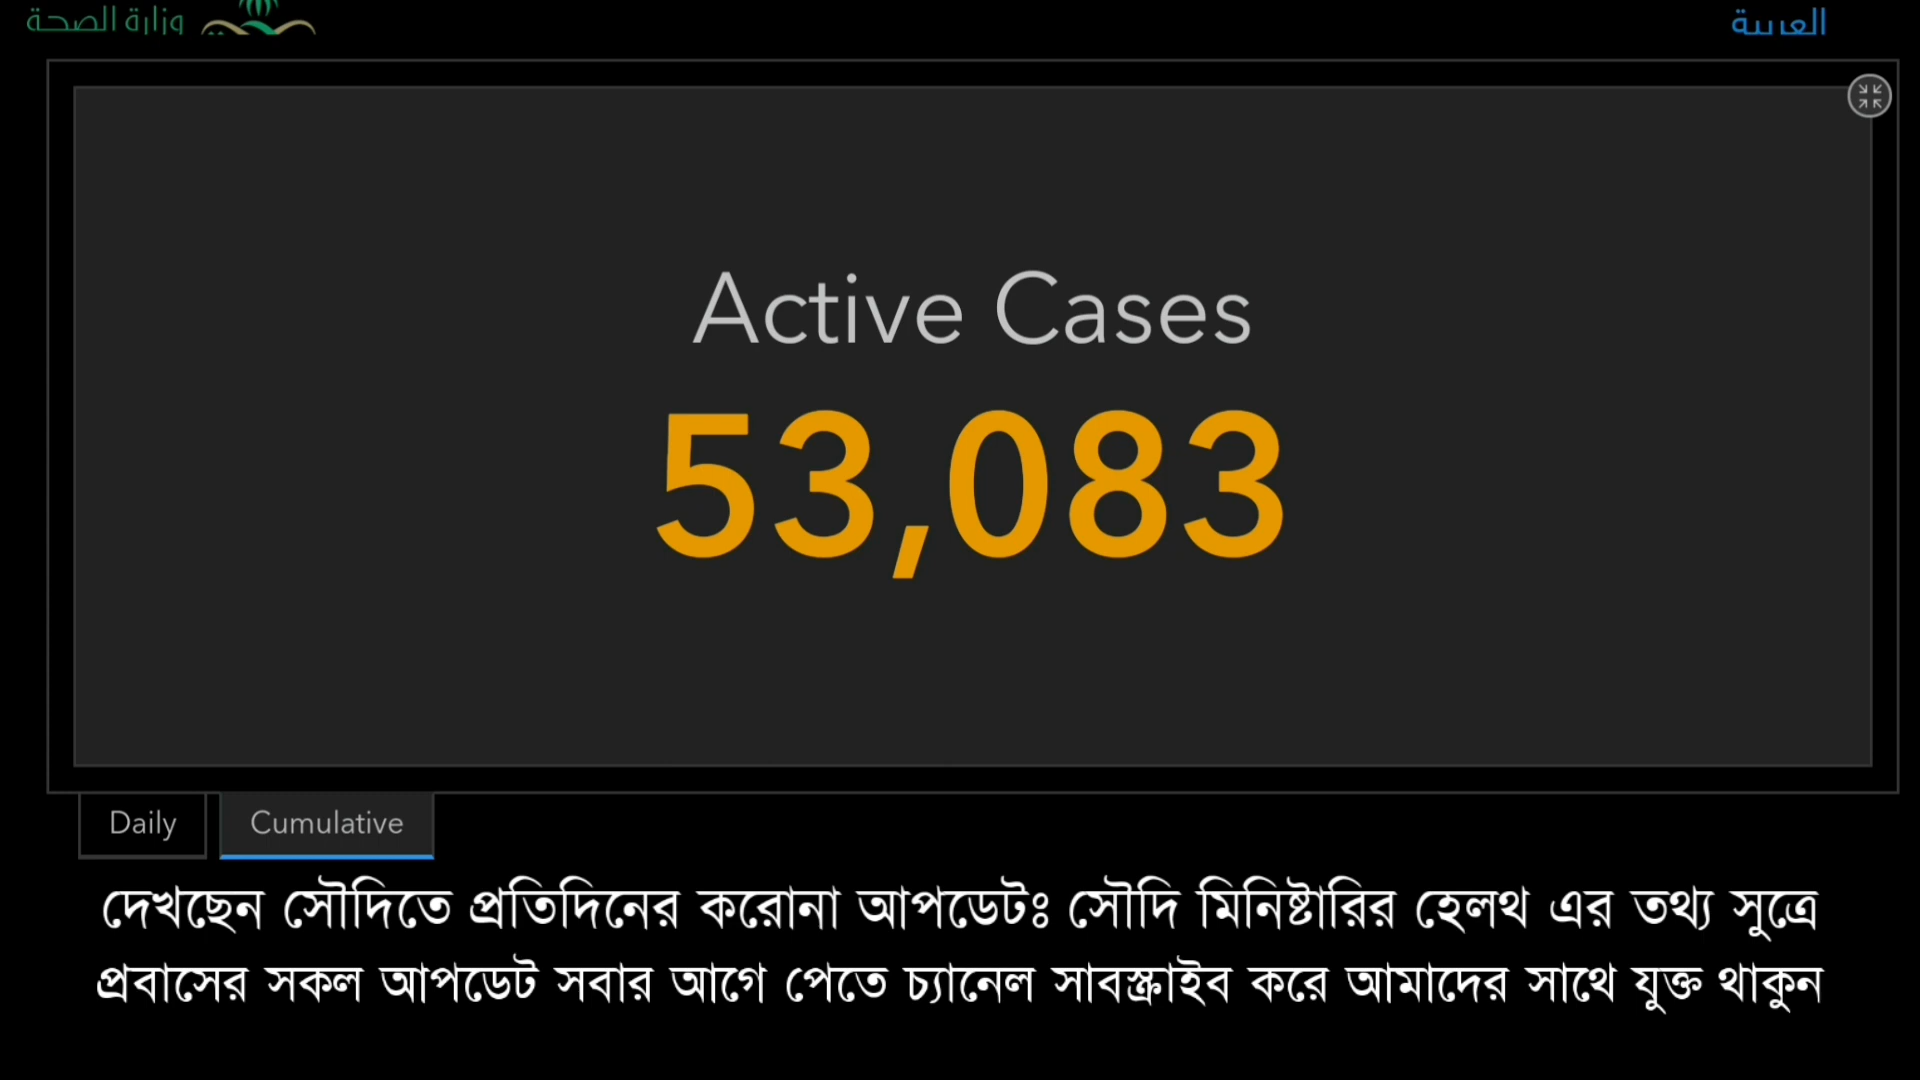 وزارة الصحة
العربية
Active Cases
53,083
Daily
Cumulative
দেখছেন সৌদিতে প্রতিদিনের করোনা আপডেটঃ সৌদি মিনিষ্টারির হেলথ এর তথ্য সুত্রে
প্রবাসের সকল আপডেট সবার আগে পেতে চ্যানেল সাবস্ক্রাইব করে আমাদের সাথে যুক্ত থাকুন